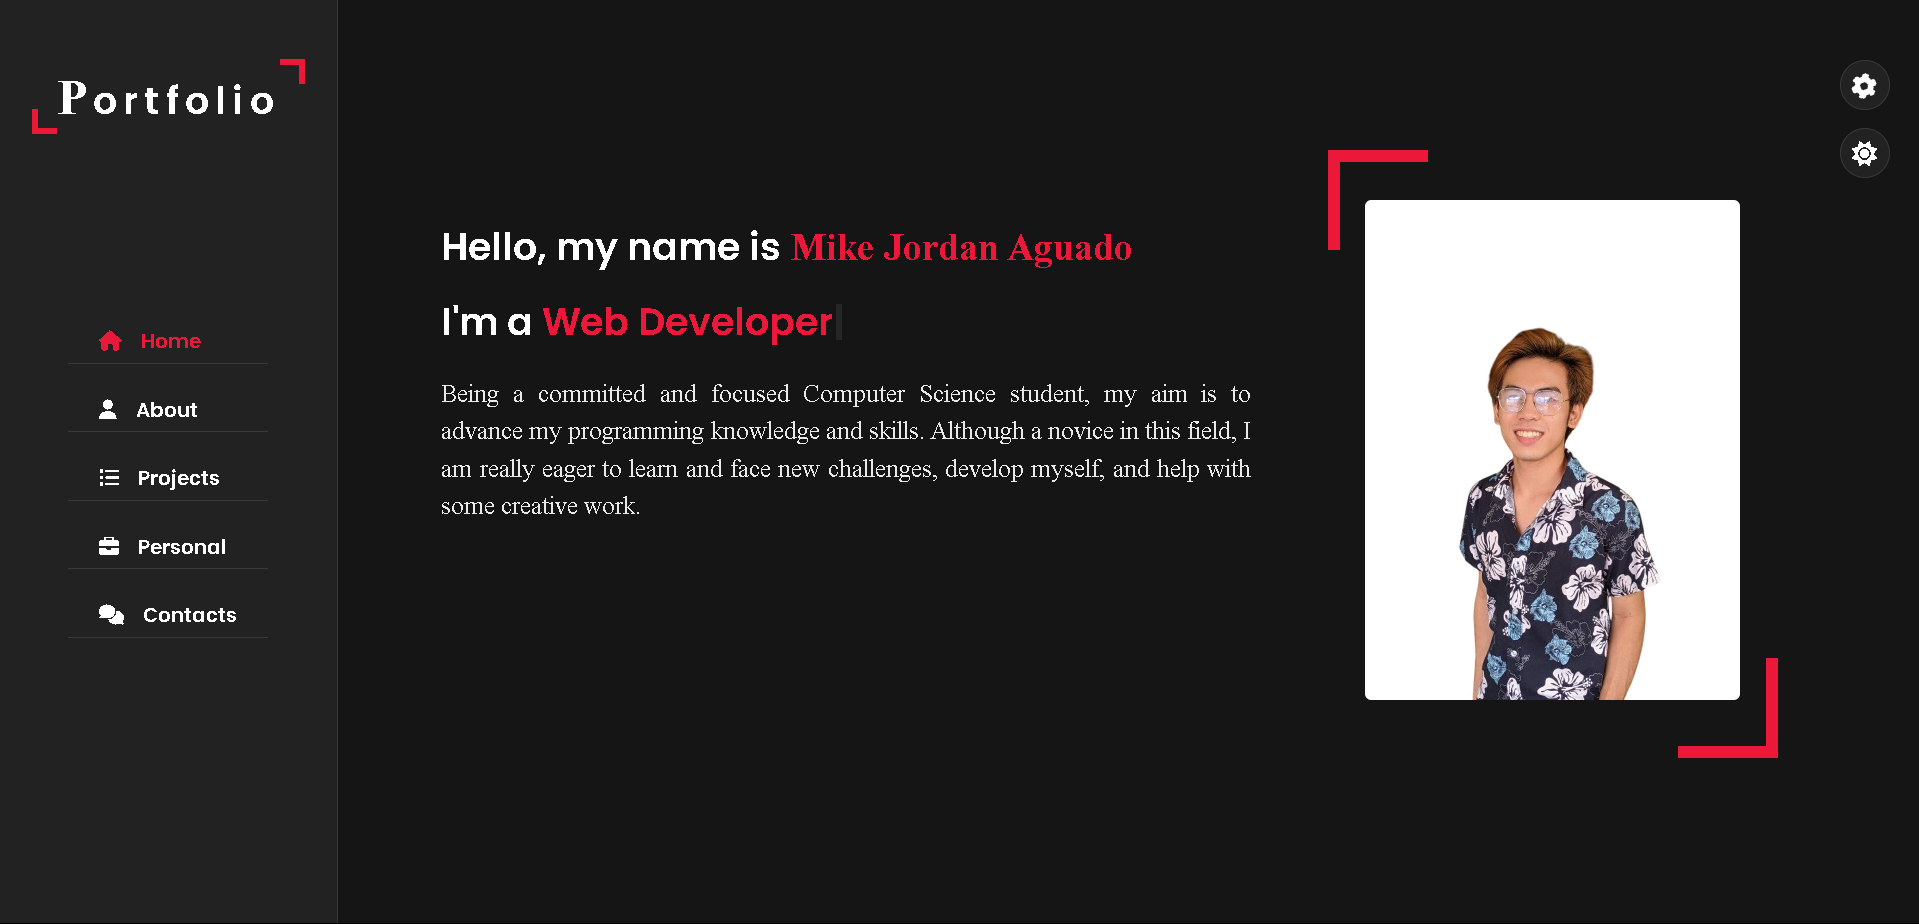 Portfolio
Home
About
Projects
Personal
Contacts
Hello, my name is Mike Jordan Aguado
I'm a Web Developer
Being a committed and focused Computer Science student, my aim is to
advance my programming knowledge and skills. Although a novice in this field, I
am really eager to learn and face new challenges, develop myself, and help with
some creative work.